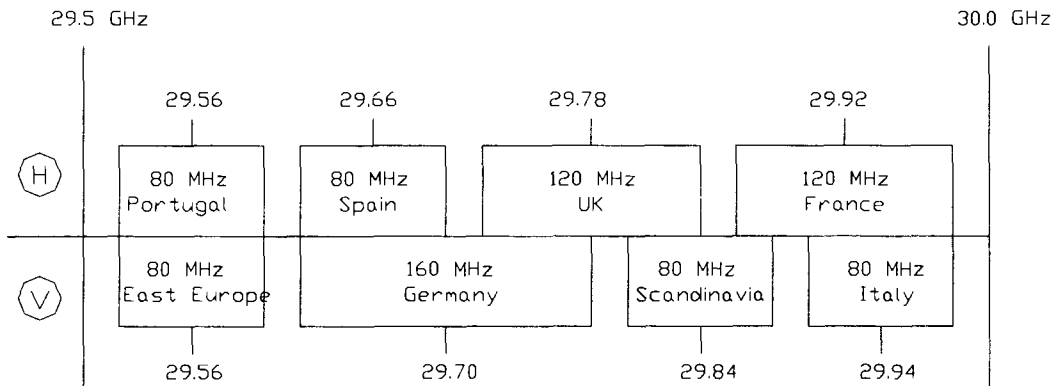 29.5 GHz
30.0 GHz
29.56
29.66
29.78
29.92
H
80 MHz
Portugal
80 MHz
Spain
120 MHz
UK
120 MHz
France
V
80 MHz
East Europe
160 MHz
Germany
80 MHz
Scandinavia
80 MHz
Italy
29.56
29.70
29.84
29.94